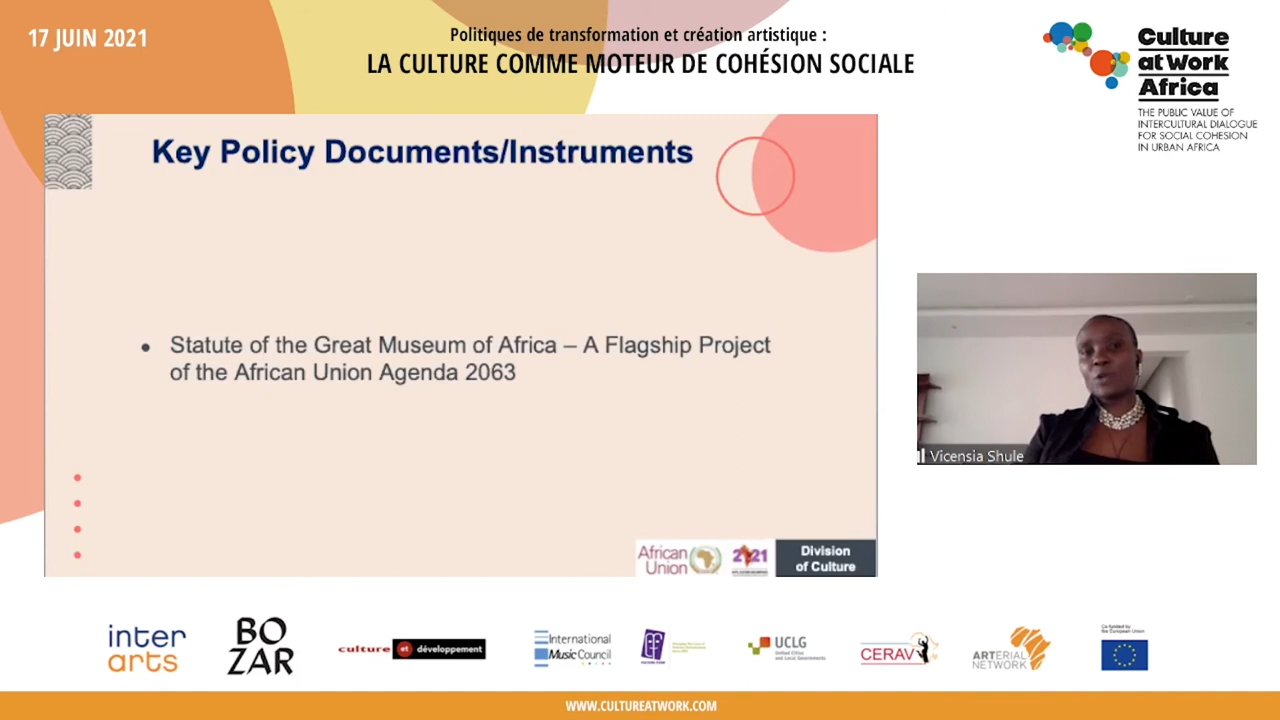 17 JUIN 2021
Politiques de transformation et création artistique :
LA CULTURE COMME MOTEUR DE COHÉSION SOCIALE
Culture
at Work
Africa
THE PUBLIC VALUE OF
INTERCULTURAL DIALOGUE
FOR SOCIAL COHESION
IN URBAN AFRICA
Key Policy Documents/Instruments
• Statute of the Great Museum of Africa – A Flagship Project
of the African Union Agenda 2063
African
Union
2021
Division
of Culture
Vicensia Shule
inter
arts
BO
ZAR
culture et développement
International
Music Council
UCLG
United Cities
and Local Governments
CERAV
ARTERIAL
NETWORK
Co-funded by
the European Union
WWW.CULTUREATWORK.COM